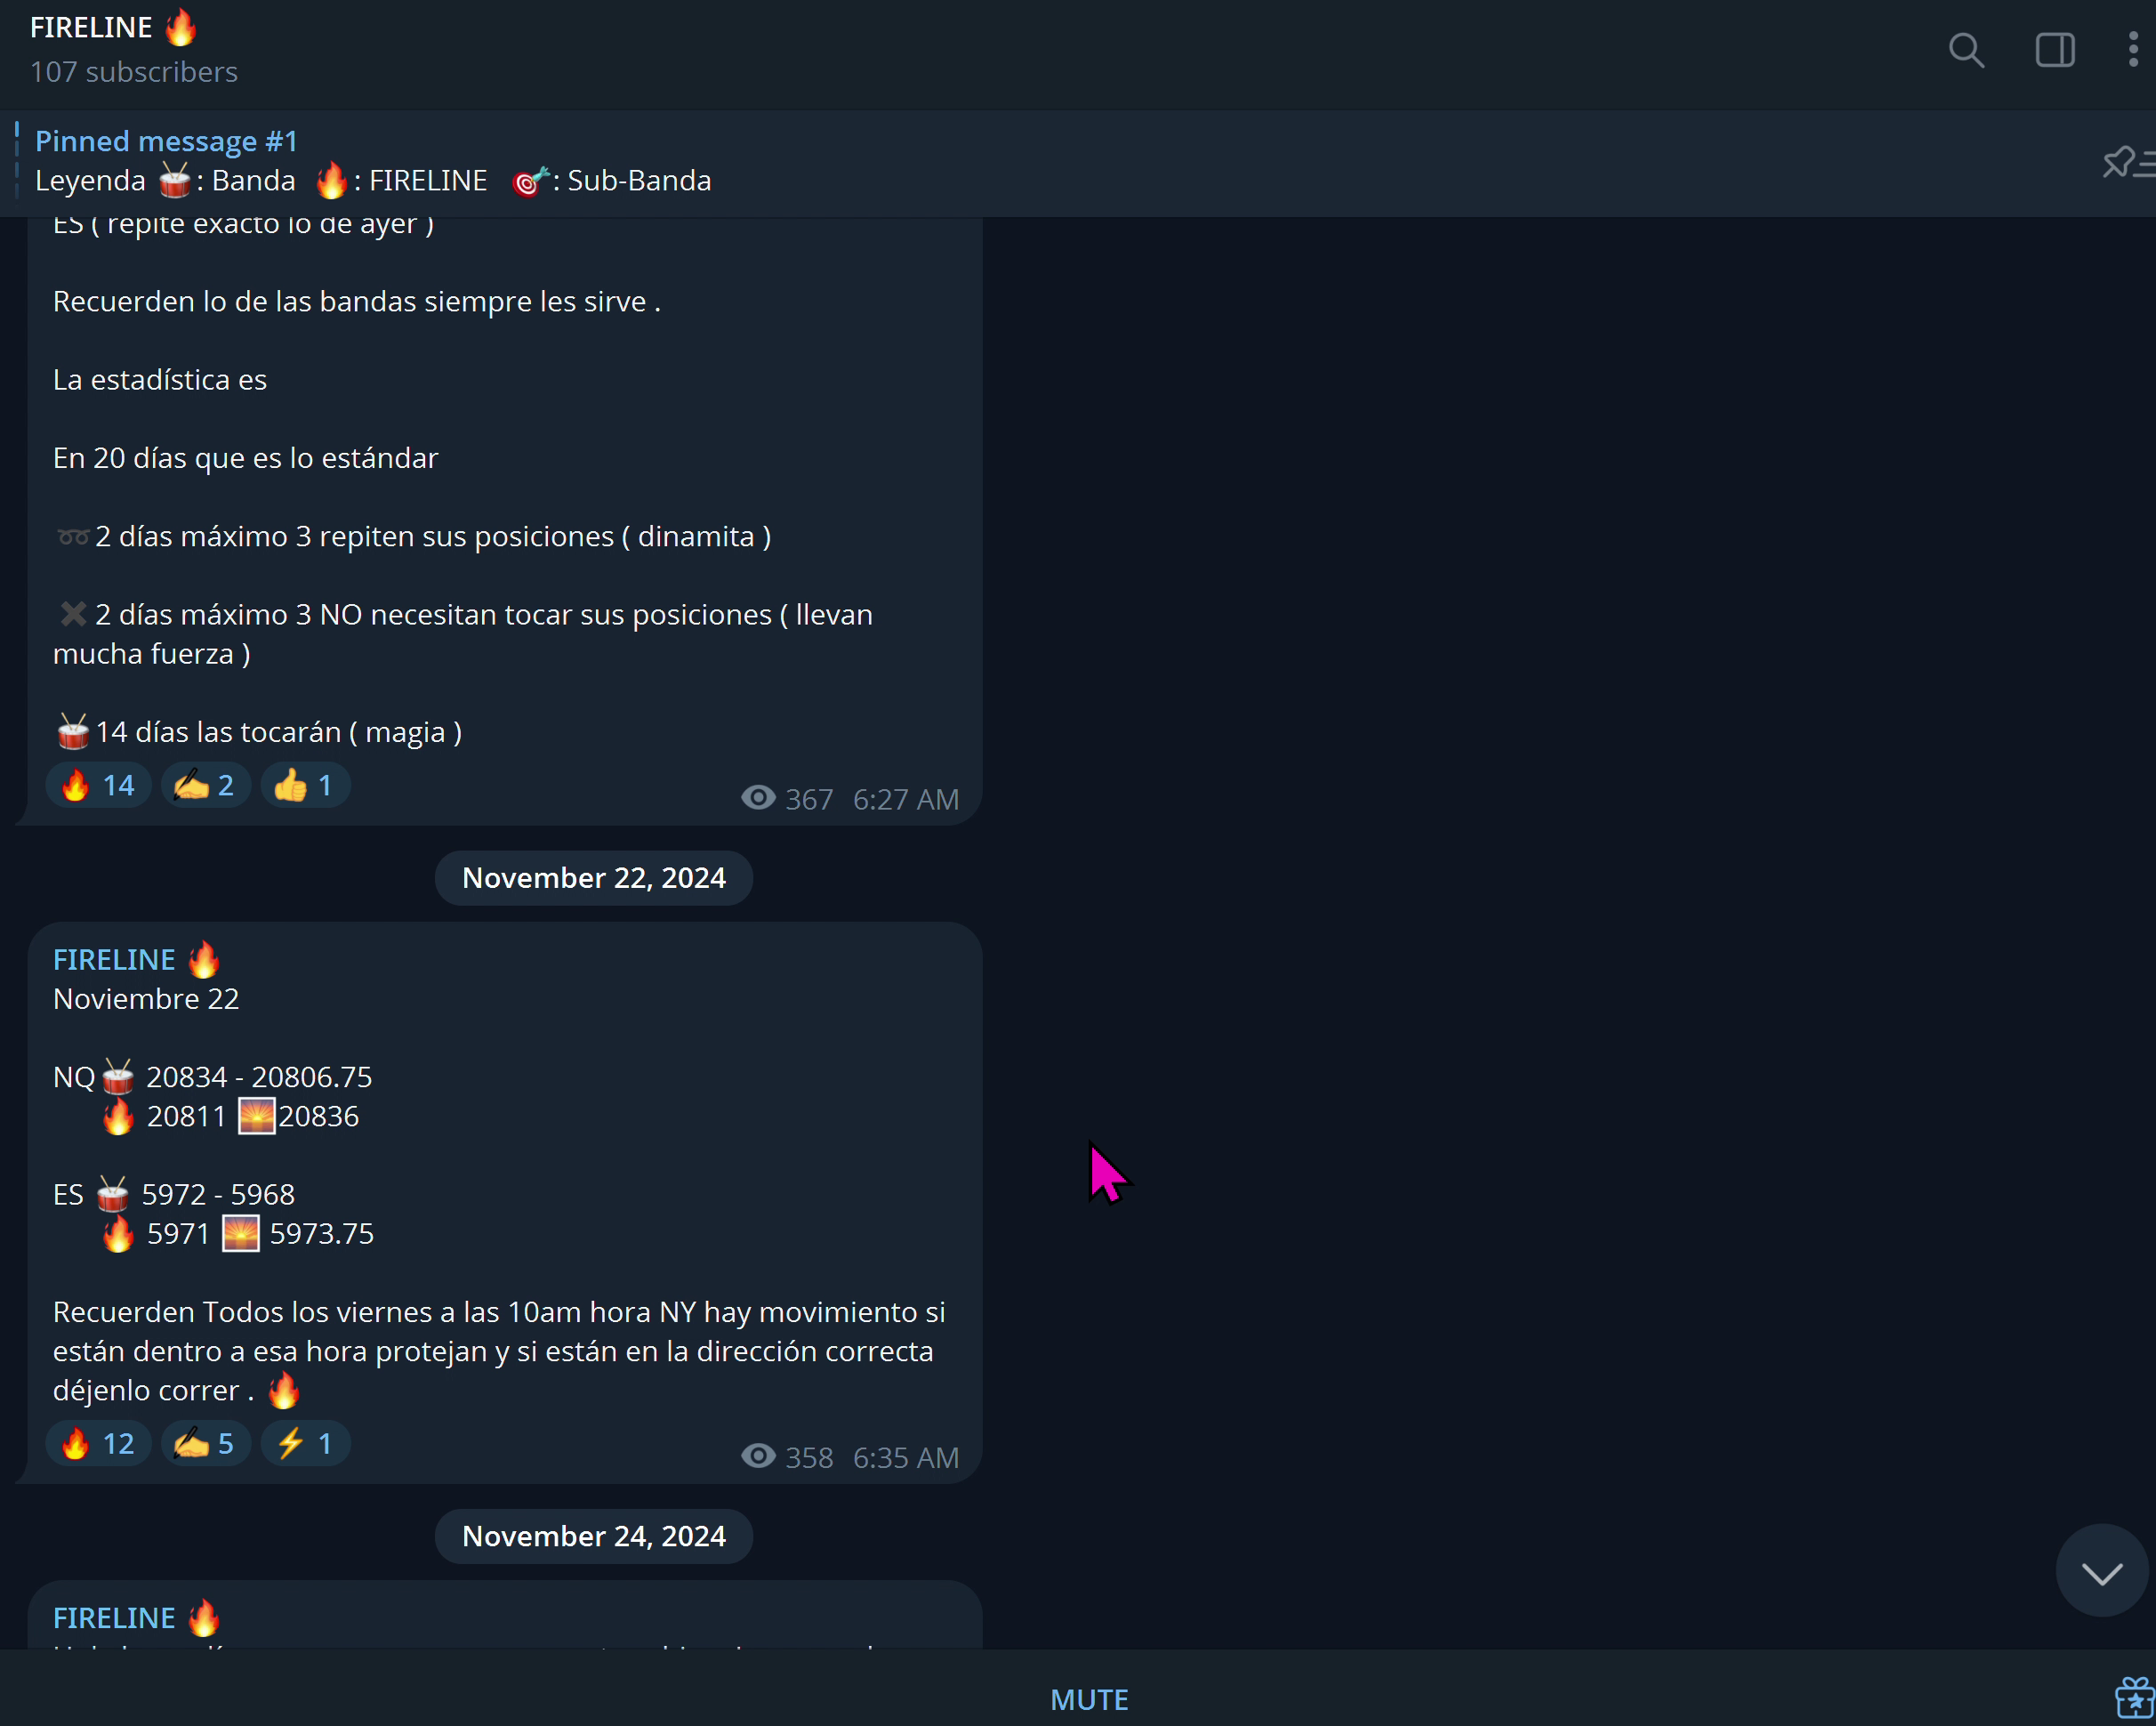 FIRELINE 🔥
107 subscribers
Pinned message #1
Leyenda 🥁: Banda 🔥: FIRELINE 🎯: Sub-Banda
ES ( repite exacto lo de ayer )
Recuerden lo de las bandas siempre les sirve .
La estadística es
En 20 días que es lo estándar
➿2 días máximo 3 repiten sus posiciones ( dinamita )
✖️2 días máximo 3 NO necesitan tocar sus posiciones ( llevan
mucha fuerza )
🥁14 días las tocarán ( magia )
🔥 14 ✍️ 2 👍 1
367 6:27 AM
November 22, 2024
FIRELINE 🔥
Noviembre 22
NQ🥁 20834 - 20806.75
🔥 20811 🌅20836
ES 🥁 5972 - 5968
🔥 5971 🌅 5973.75
Recuerden Todos los viernes a las 10am hora NY hay movimiento si
están dentro a esa hora protejan y si están en la dirección correcta
déjenlo correr . 🔥
🔥 12 ✍️ 5 ⚡ 1
358 6:35 AM
November 24, 2024
FIRELINE 🔥
MUTE